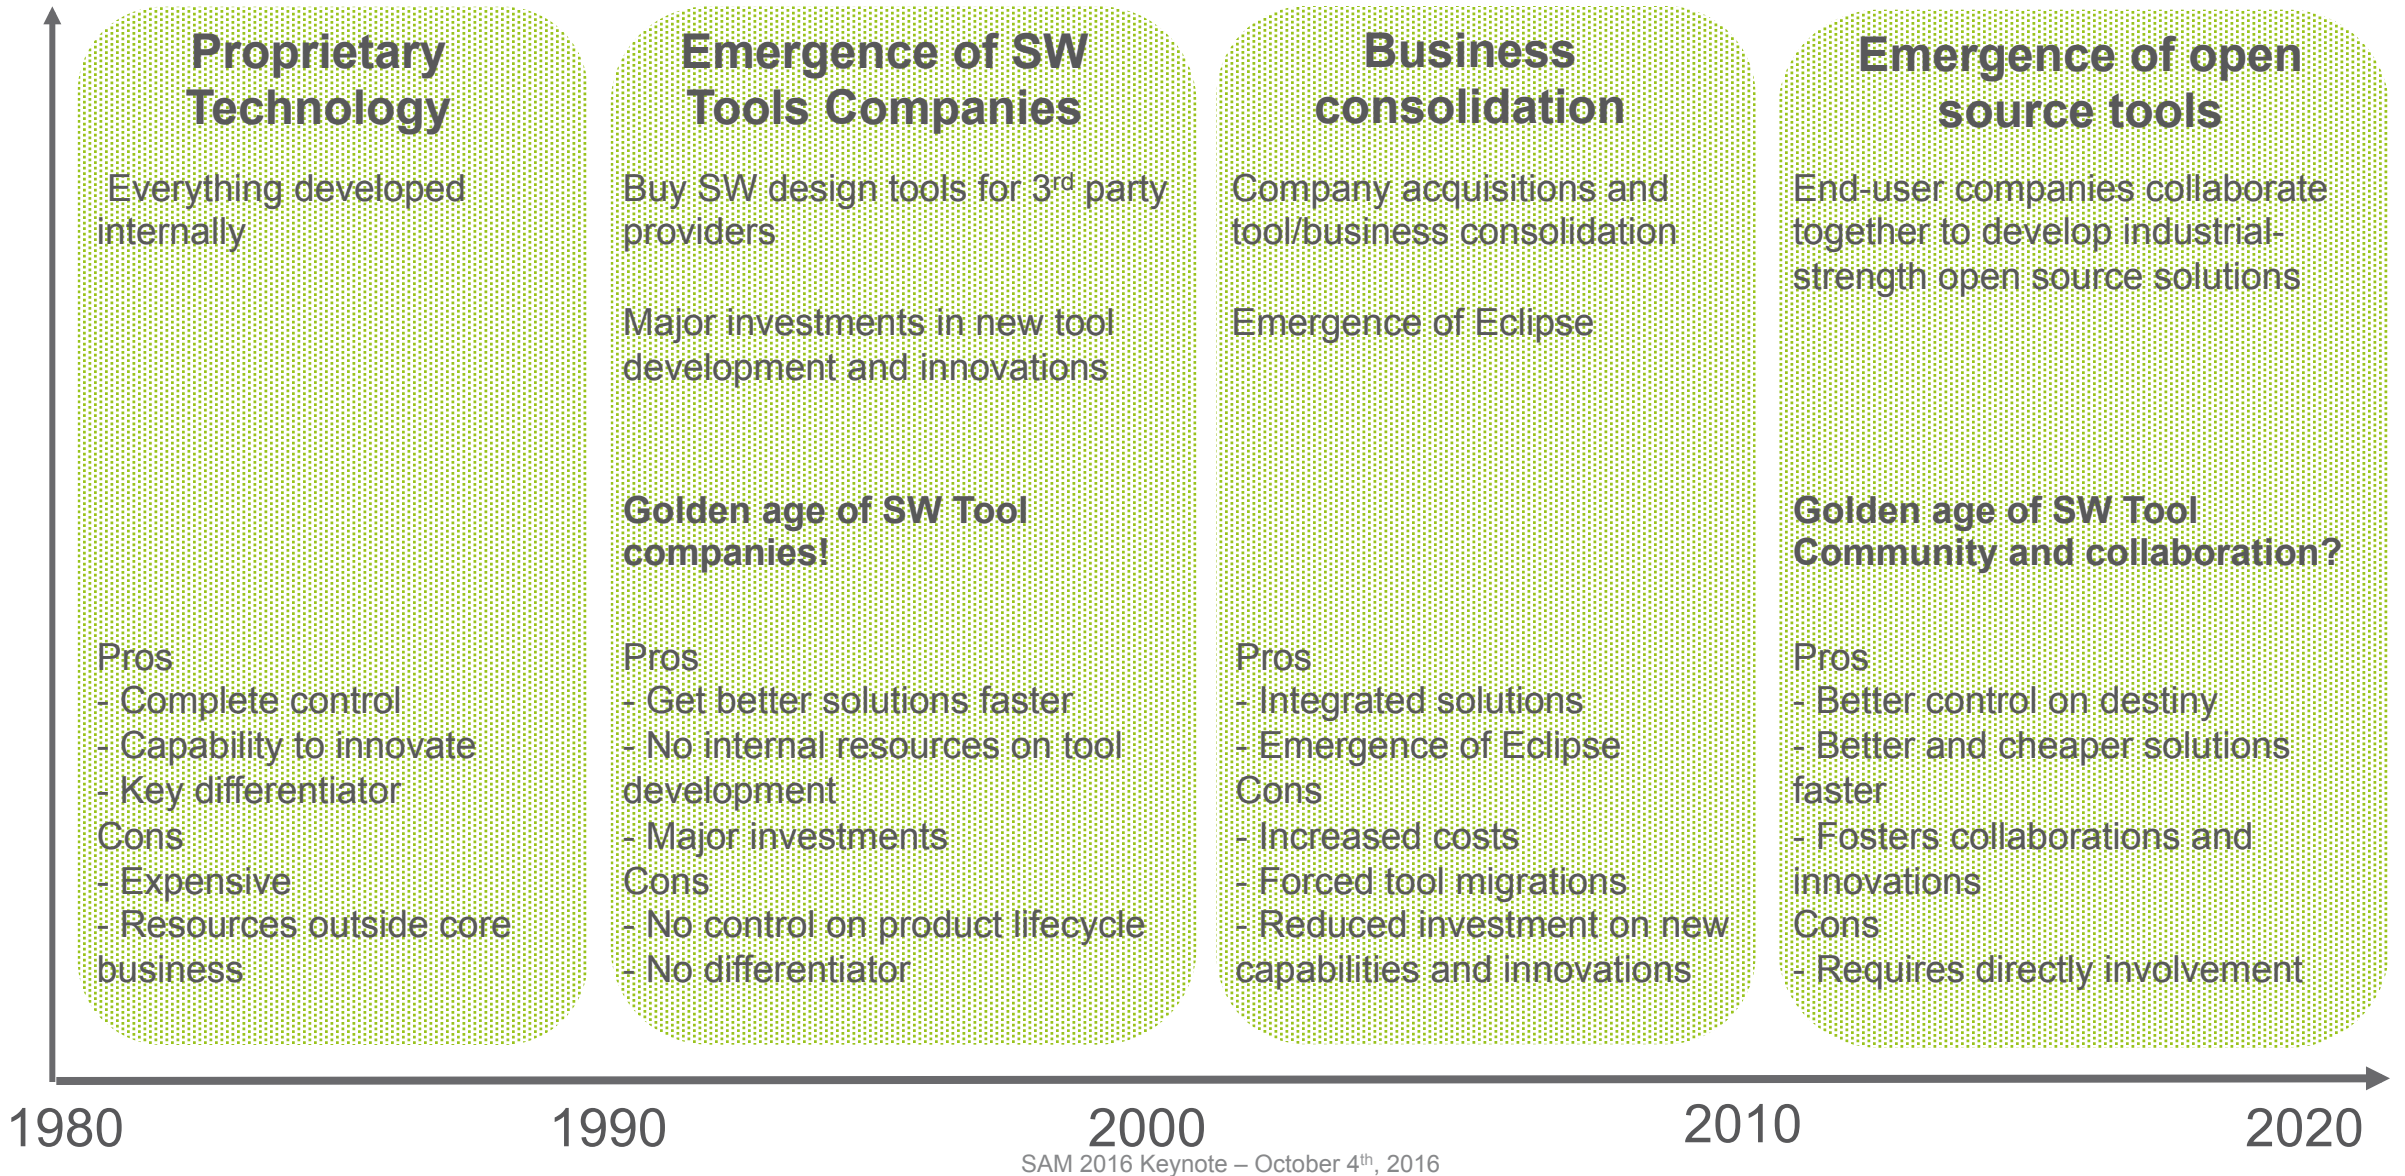 Proprietary
Technology
Everything developed
internally
Pros
- Complete control
- Capability to innovate
- Key differentiator
Cons
- Expensive
- Resources outside core
business
Emergence of SW
Tools Companies
Buy SW design tools for 3rd party
providers
Major investments in new tool
development and innovations
Golden age of SW Tool
companies!
Pros
- Get better solutions faster
- No internal resources on tool
development
- Major investments
Cons
- No control on product lifecycle
- No differentiator
Business
consolidation
Company acquisitions and
tool/business consolidation
Emergence of Eclipse
Pros
- Integrated solutions
- Emergence of Eclipse
Cons
- Increased costs
- Forced tool migrations
- Reduced investment on new
capabilities and innovations
Emergence of open
source tools
End-user companies collaborate
together to develop industrial-
strength open source solutions
Golden age of SW Tool
Community and collaboration?
Pros
- Better control on destiny
- Better and cheaper solutions
faster
- Fosters collaborations and
innovations
Cons
- Requires directly involvement
1980 1990 2000 2010 2020
SAM 2016 Keynote – October 4th, 2016